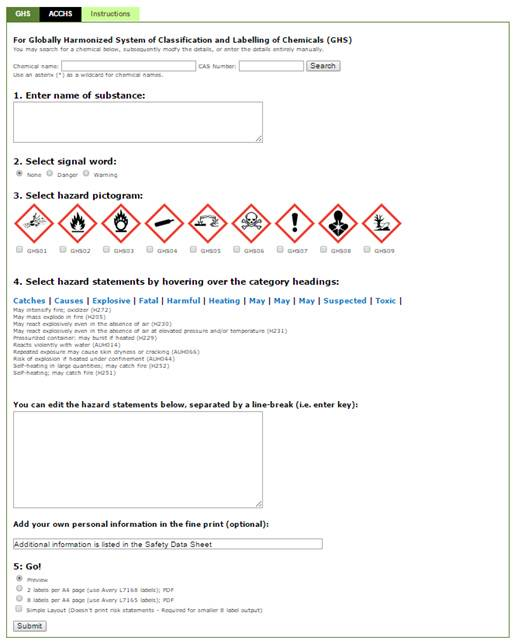 GHS ACCHS Instructions
For Globally Harmonized System of Classification and Labelling of Chemicals (GHS)
You may search for a chemical below, subsequently modify the details, or enter the details entirely manually.
Chemical name: CAS Number: Search
Use an asterix (*) as a wildcard for chemical names.
1. Enter name of substance:
2. Select signal word:
None Danger Warning
3. Select hazard pictogram:
GHS01 GHS02 GHS03 GHS04 GHS05 GHS06 GHS07 GHS08 GHS09
4. Select hazard statements by hovering over the category headings:
Catches | Causes | Explosive | Fatal | Harmful | Heating | May | May | May | Suspected | Toxic |
May intensify fire; oxidizer (H272)
May mass explode in fire (H205)
May react explosively even in the absence of air (H230)
May react explosively even in the absence of air at elevated pressure and/or temperature (H231)
Pressurized container; may burst if heated (H229)
Reacts violently with water (AUH014)
Repeated exposure may cause skin dryness or cracking (AUH066)
Risk of explosion if heated under confinement (AUH044)
Self-heating in large quantities; may catch fire (H252)
Self-heating; may catch fire (H251)
You can edit the hazard statements below, separated by a line-break (i.e. enter key):
Add your own personal information in the fine print (optional):
Additional information is listed in the Safety Data Sheet
5: Go!
Preview
2 labels per A4 page (use Avery L7168 labels); PDF
8 labels per A4 page (use Avery L7165 labels); PDF
Simple Layout (Doesn't print risk statements - Required for smaller 8 label output)
Submit